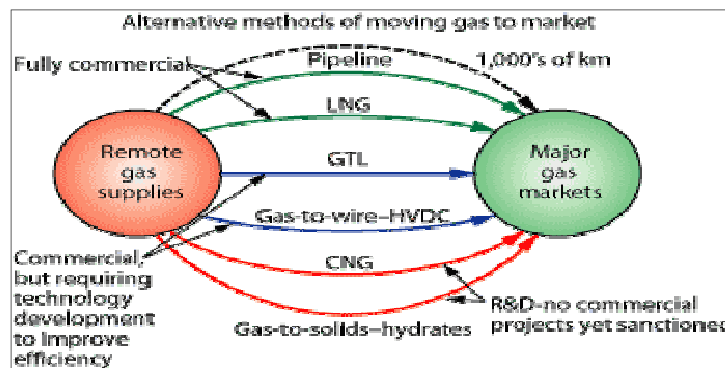 Alternative methods of moving gas to market
Fully commercial
Pipeline
1,000's of km
LNG
Remote
gas
supplies
GTL
Major
gas
markets
Gas-to-wire-HVDC
Commercial,
but requiring
technology
development
to improve
efficiency
CNG
R&D-no commercial
projects yet sanctioned
Gas-to-solids-hydrates